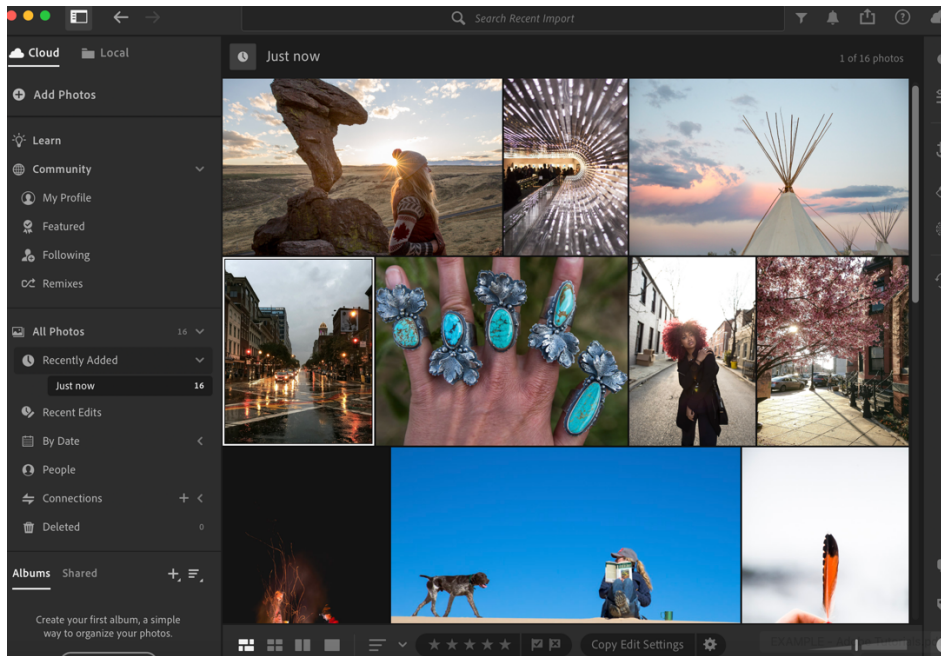 Search Recent Import
Cloud
Local
Just now
1 of 16 photos
Add Photos
Learn
Community
My Profile
Featured
Following
Remixes
All Photos
16
Recently Added
Just now
16
Recent Edits
By Date
People
Connections
Deleted
0
Albums
Shared
Create your first album, a simple
way to organize your photos.
Copy Edit Settings